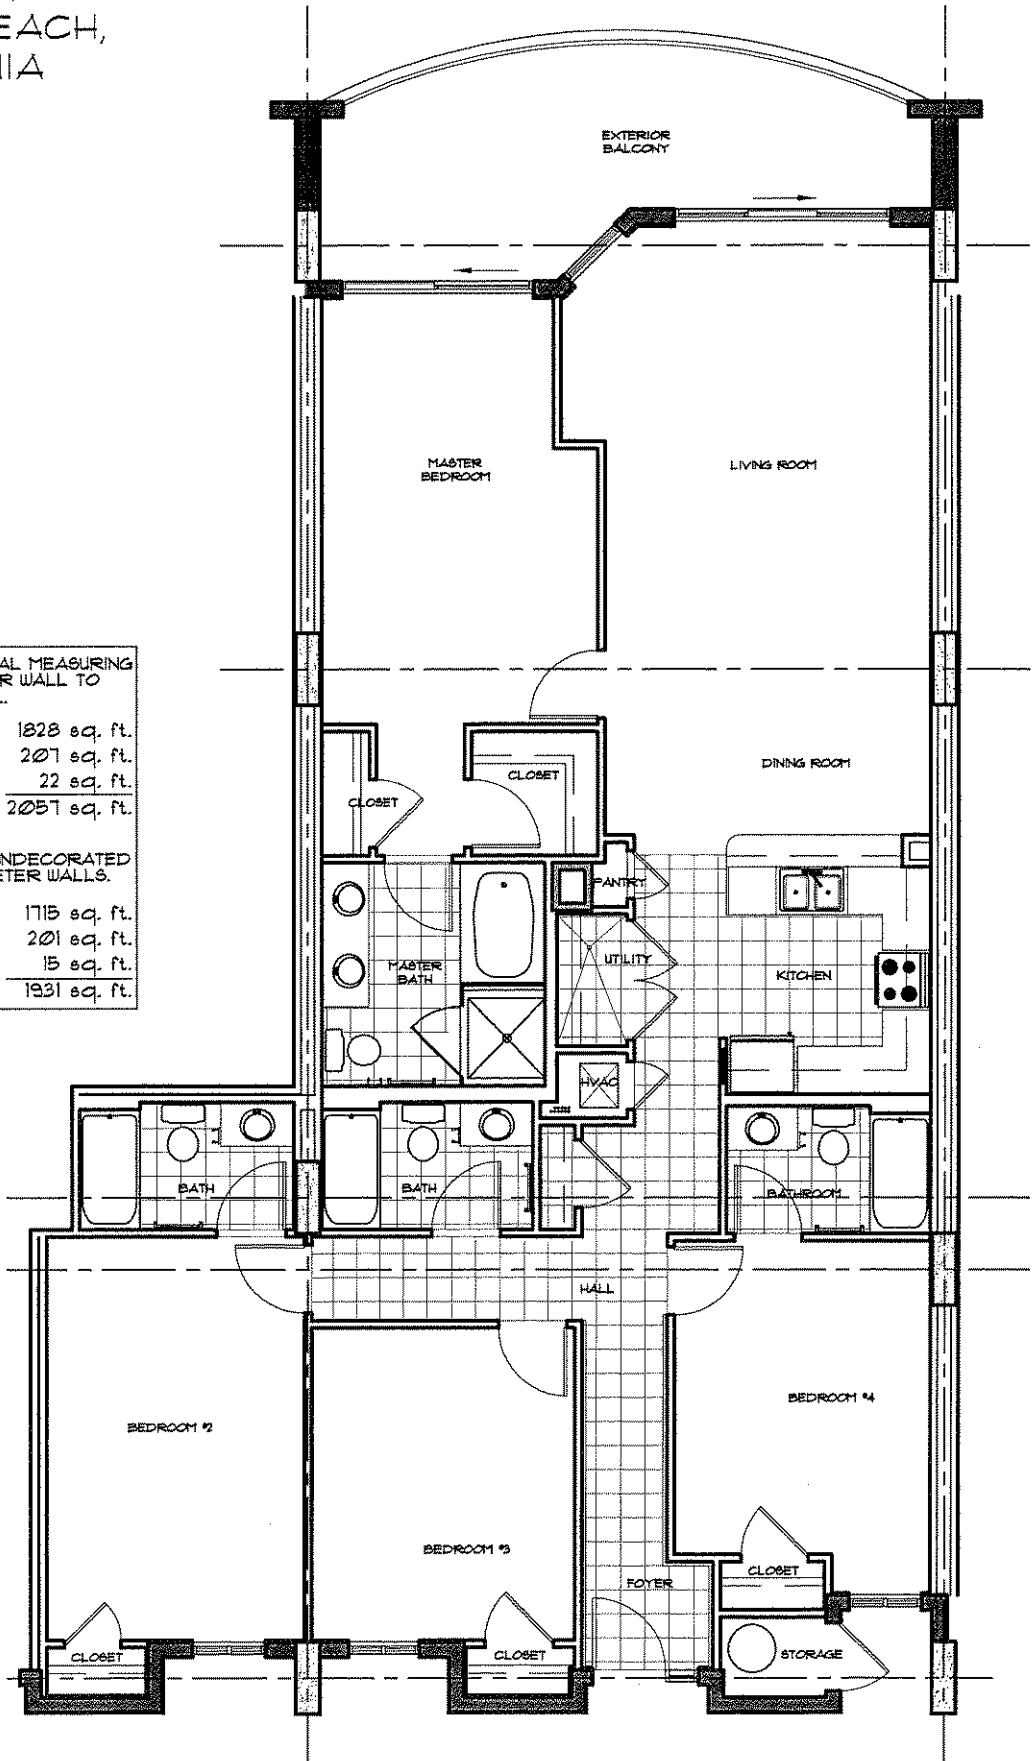 EACH,
IA
EXTERIOR
BALCONY
MASTER
BEDROOM
LIVING ROOM
AL MEASURING
R WALL TO
1828 sq. ft.
207 sq. ft.
22 sq. ft.
2057 sq. ft.
NDECORATED
ETER WALLS.
1715 sq. ft.
201 sq. ft.
15 sq. ft.
1931 sq. ft.
DINING ROOM
CLOSET
CLOSET
PANTRY
UTILITY
MASTER
BATH
KITCHEN
HVAC
BATH
BATH
BATHROOM
HALL
BEDROOM #2
BEDROOM #4
BEDROOM #3
CLOSET
FOYER
CLOSET
CLOSET
STORAGE